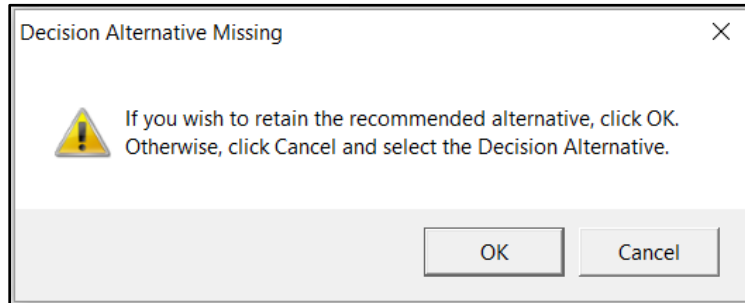 Decision Alternative Missing
If you wish to retain the recommended alternative, click OK.
Otherwise, click Cancel and select the Decision Alternative.
OK
Cancel